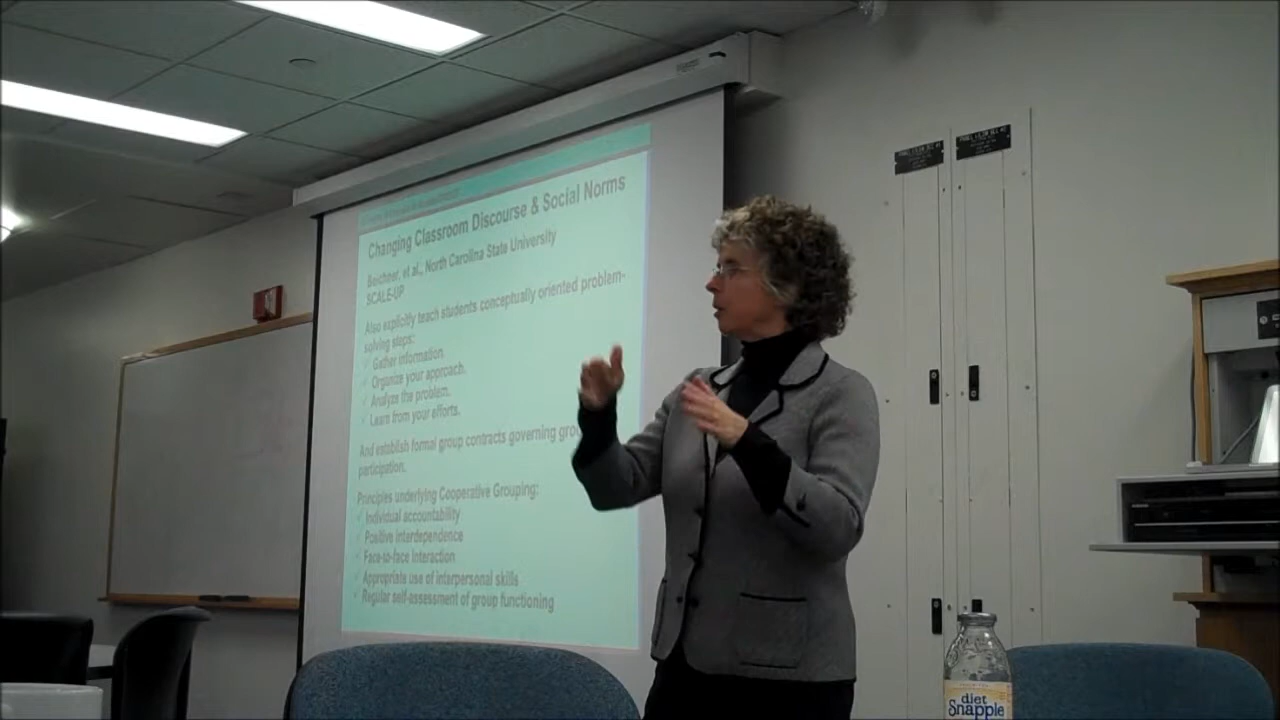 Changing Classroom Discourse & Social Norms
Beichner, et al., North Carolina State University
SCALE-UP
Also explicitly teach students conceptually oriented problem-
solving steps:
Gather information.
Organize your approach.
Analyze the problem.
Learn from your efforts.
And establish formal group contracts governing
participation.
Principles underlying Cooperative Grouping:
Individual accountability
Positive interdependence
Face-to-face interaction
Appropriate use of interpersonal skills
Regular self-assessment of group functioning
diet
Snapple